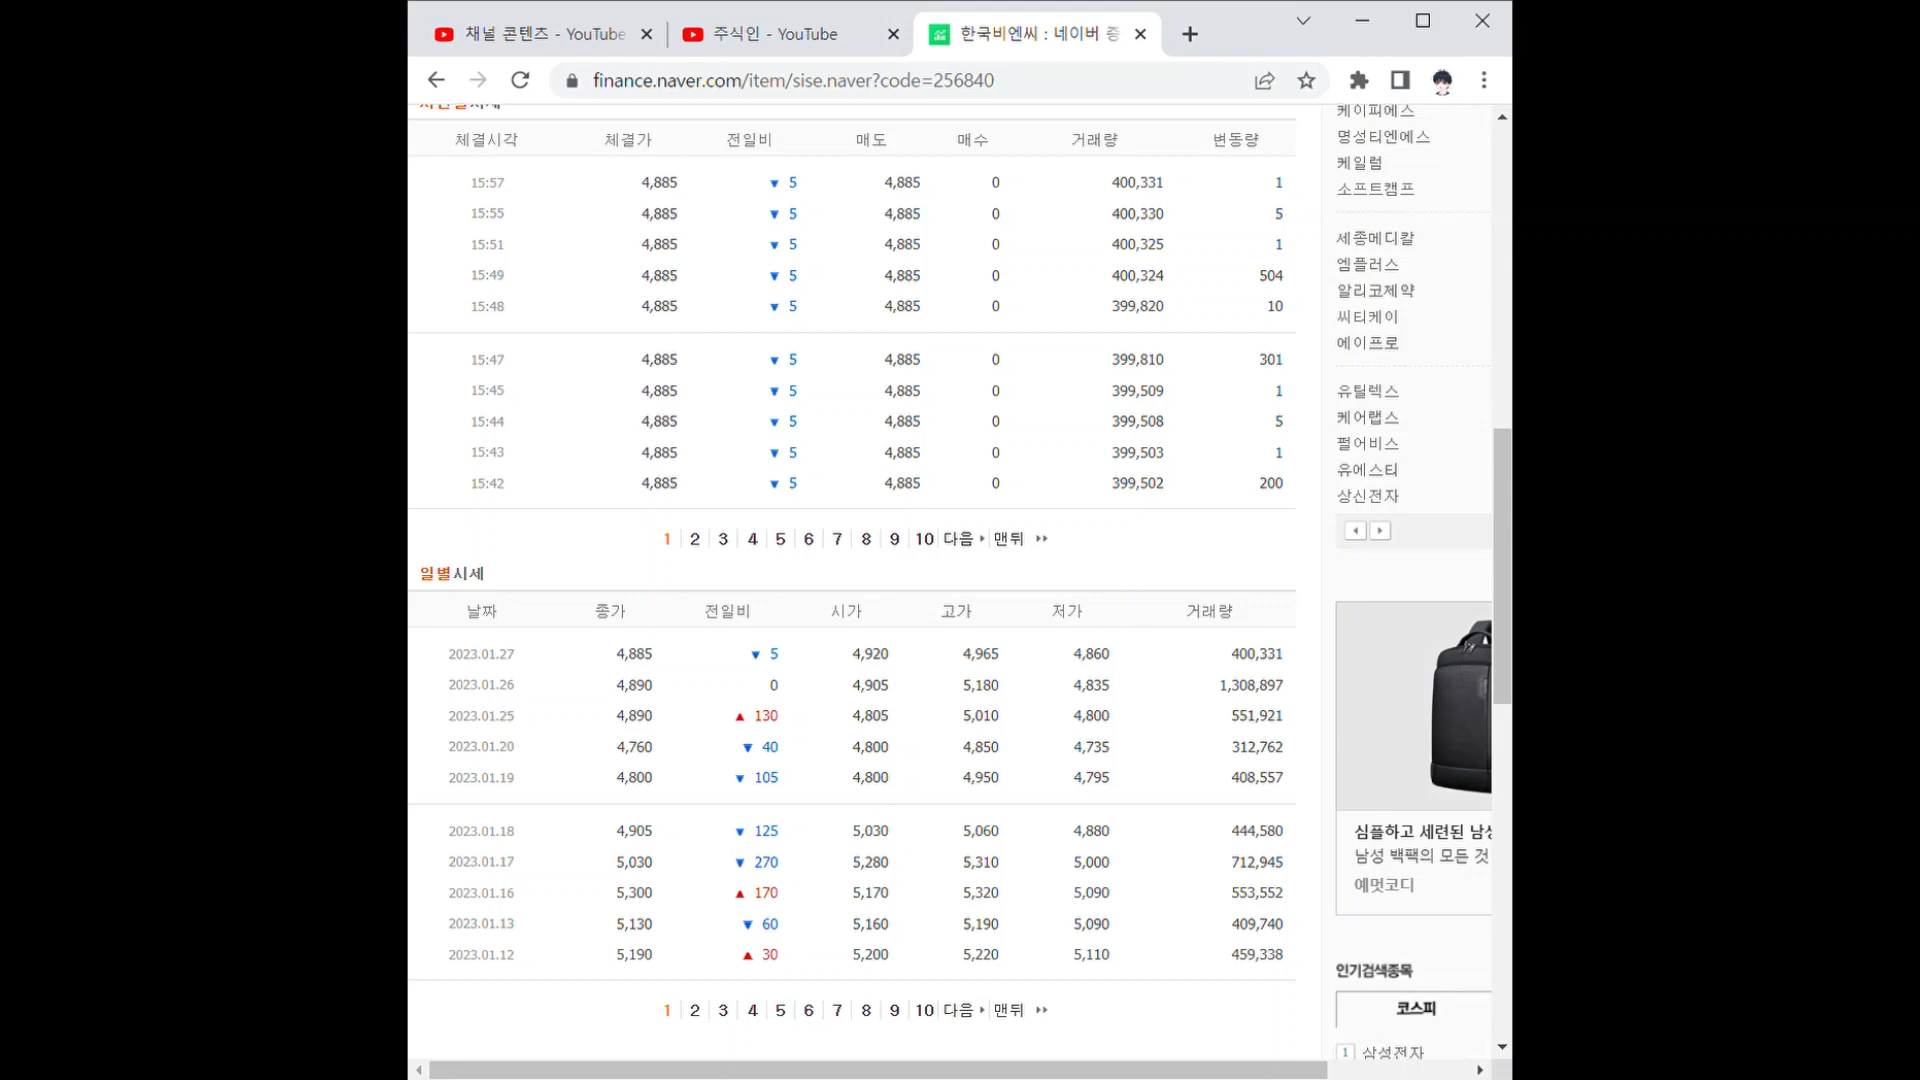 채널 콘텐츠 - YouTube
주식인 - YouTube
한국비엔씨 : 네이버 증
finance.naver.com/item/sise.naver?code=256840
체결시각 체결가 전일비 매도 매수 거래량 변동량
15:57 4,885 ▼ 5 4,885 0 400,331 1
15:55 4,885 ▼ 5 4,885 0 400,330 5
15:51 4,885 ▼ 5 4,885 0 400,325 1
15:49 4,885 ▼ 5 4,885 0 400,324 504
15:48 4,885 ▼ 5 4,885 0 399,820 10
15:47 4,885 ▼ 5 4,885 0 399,810 301
15:45 4,885 ▼ 5 4,885 0 399,509 1
15:44 4,885 ▼ 5 4,885 0 399,508 5
15:43 4,885 ▼ 5 4,885 0 399,503 1
15:42 4,885 ▼ 5 4,885 0 399,502 200
1 2 3 4 5 6 7 8 9 10 다음 맨뒤
일별시세
날짜 종가 전일비 시가 고가 저가 거래량
2023.01.27 4,885 ▼ 5 4,920 4,965 4,860 400,331
2023.01.26 4,890 0 4,905 5,180 4,835 1,308,897
2023.01.25 4,890 ▲ 130 4,805 5,010 4,800 551,921
2023.01.20 4,760 ▼ 40 4,800 4,850 4,735 312,762
2023.01.19 4,800 ▼ 105 4,800 4,950 4,795 408,557
2023.01.18 4,905 ▼ 125 5,030 5,060 4,880 444,580
2023.01.17 5,030 ▼ 270 5,280 5,310 5,000 712,945
2023.01.16 5,300 ▲ 170 5,170 5,320 5,090 553,552
2023.01.13 5,130 ▼ 60 5,160 5,190 5,090 409,740
2023.01.12 5,190 ▲ 30 5,200 5,220 5,110 459,338
1 2 3 4 5 6 7 8 9 10 다음 맨뒤
케이피에스
명성티엔에스
케일럼
소프트캠프
세종메디칼
엠플러스
알리코제약
씨티케이
에이프로
유틸렉스
케어랩스
펄어비스
유에스티
상신전자
심플하고 세련된 남성
남성 백팩의 모든 것
예멋코디
인기검색종목
코스피
1 삼성전자